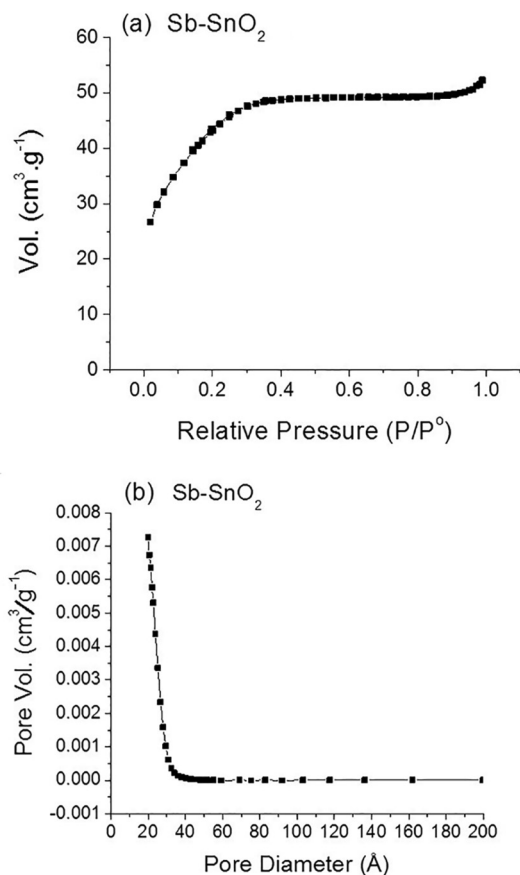 (a) Sb-SnO₂
60
50
40
30
20
10
0
Vol. (cm³.g⁻¹)
0.0 0.2 0.4 0.6 0.8 1.0
Relative Pressure (P/P⁰)
(b) Sb-SnO₂
0.008
0.007
0.006
0.005
0.004
0.003
0.002
0.001
0.000
-0.001
Pore Vol. (cm³/g⁻¹)
0 20 40 60 80 100 120 140 160 180 200
Pore Diameter (Å)